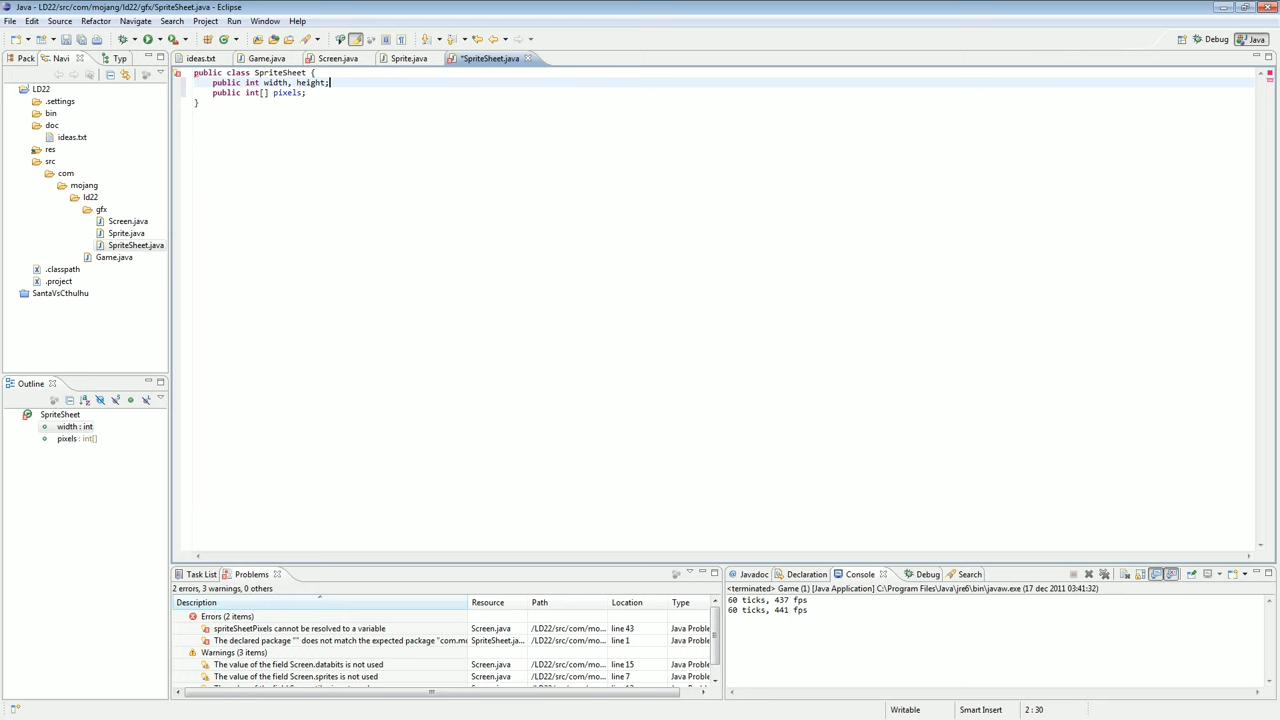 Java - LD22/src/com/mojang/ld22/gfx/SpriteSheet.java - Eclipse
File Edit Source Refactor Navigate Search Project Run Window Help
Debug Java
Pack Navi Typ
ideas.txt Game.java Screen.java Sprite.java *SpriteSheet.java
public class SpriteSheet {
public int width, height;
public int[] pixels;
}
LD22
.settings
bin
doc
ideas.txt
res
src
com
mojang
ld22
gfx
Screen.java
Sprite.java
SpriteSheet.java
Game.java
.classpath
.project
SantaVsCthulhu
Outline
SpriteSheet
width : int
pixels : int[]
Task List Problems
2 errors, 3 warnings, 0 others
Description Resource Path Location Type
Errors (2 items)
spriteSheetPixels cannot be resolved to a variable Screen.java /LD22/src/com/mo... line 43 Java Proble
The declared package "" does not match the expected package "com.m SpriteSheet.ja... /LD22/src/com/mo... line 1 Java Proble
Warnings (3 items)
The value of the field Screen.databits is not used Screen.java /LD22/src/com/mo... line 15 Java Proble
The value of the field Screen.sprites is not used Screen.java /LD22/src/com/mo... line 7 Java Proble
Javadoc Declaration Console Debug Search
<terminated> Game (1) [Java Application] C:\Program Files\Java\jre6\bin\javaw.exe (17 dec 2011 03:41:32)
60 ticks, 437 fps
60 ticks, 441 fps
Writable Smart Insert 2 : 30